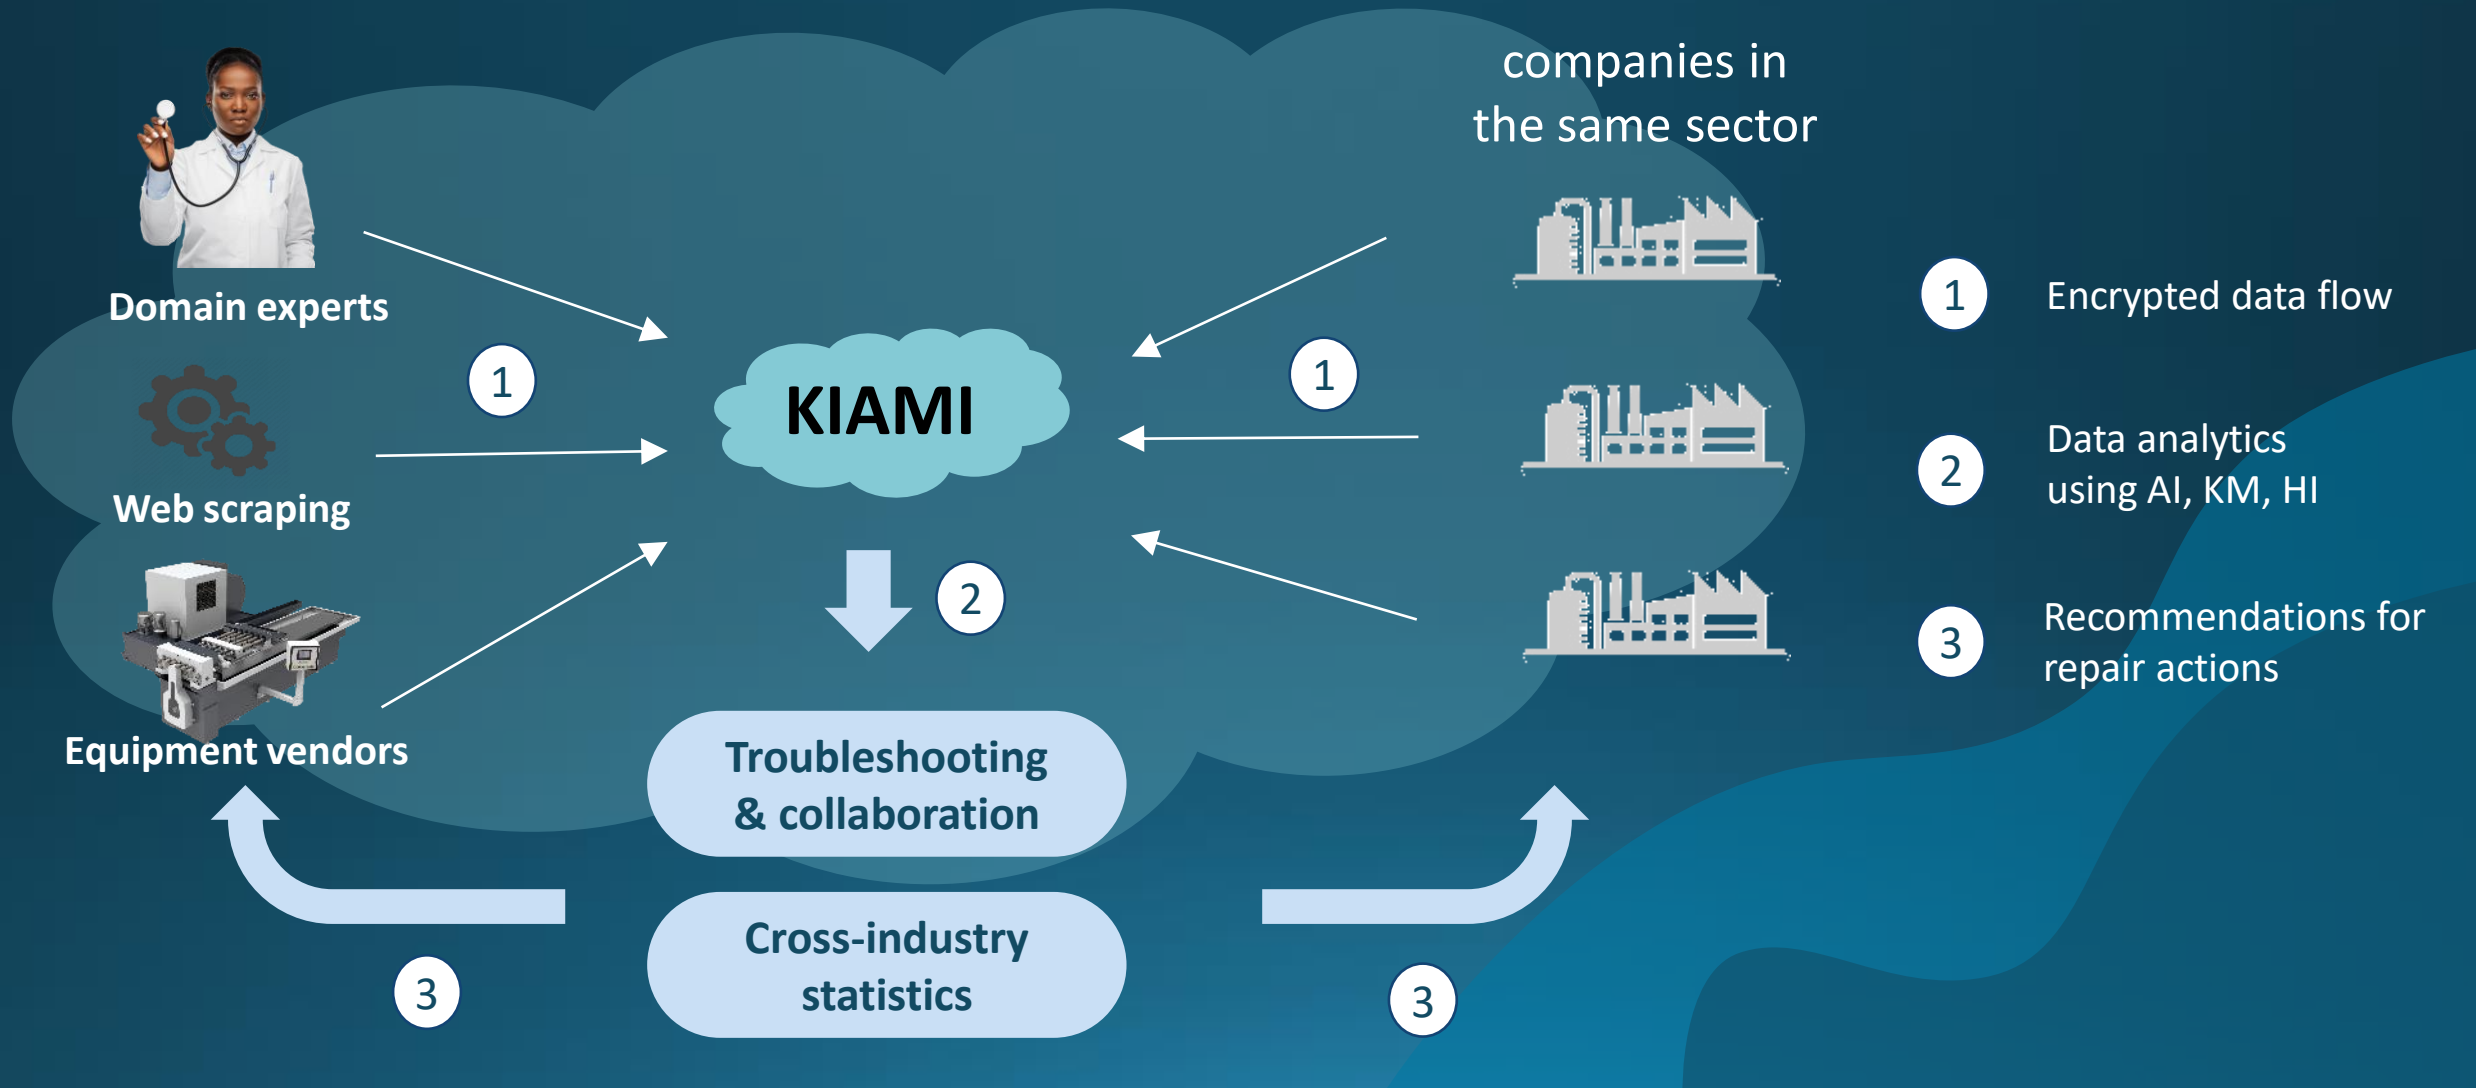 companies in
the same sector
Domain experts
1
Web scraping
Equipment vendors
KIAMI
1
2
Troubleshooting
& collaboration
Cross-industry
statistics
3
3
1
Encrypted data flow
2
Data analytics
using AI, KM, HI
3
Recommendations for
repair actions